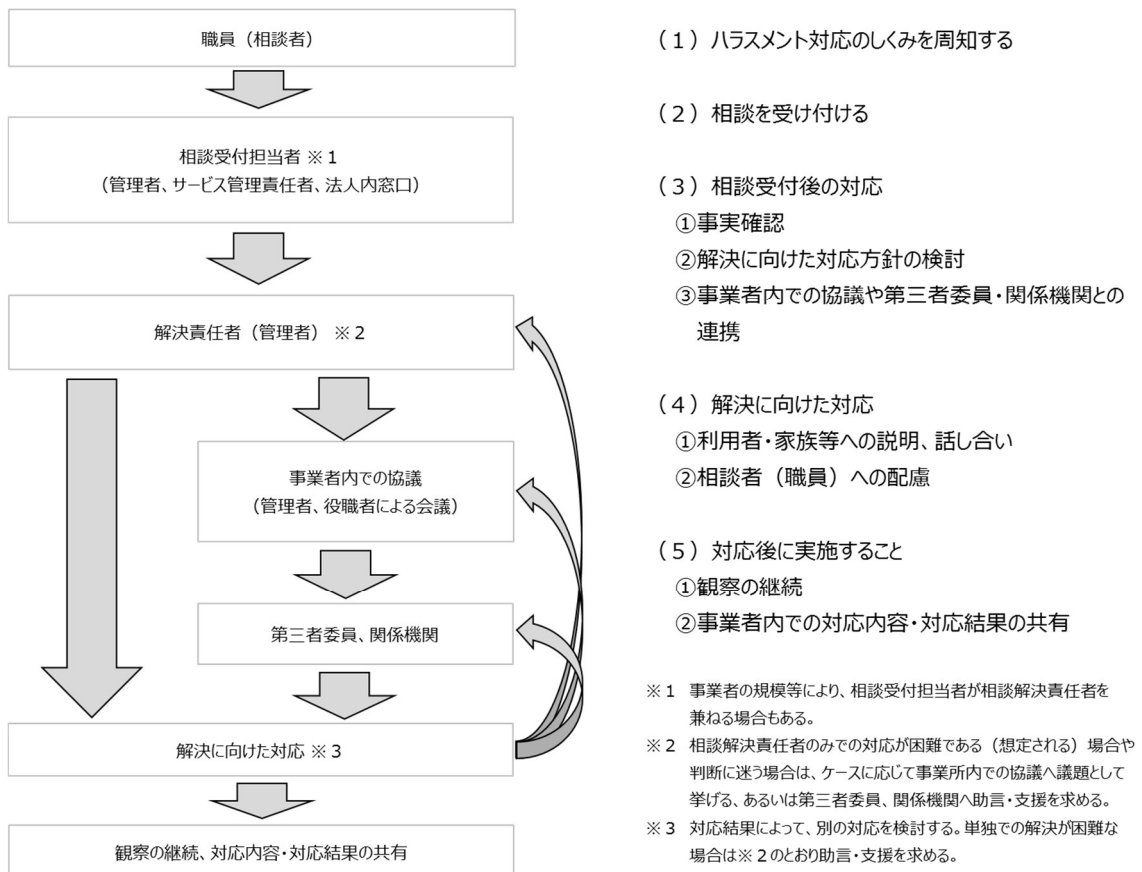 職員（相談者）
相談受付担当者 ※１
（管理者、サービス管理責任者、法人内窓口）
解決責任者（管理者）※２
事業者内での協議
（管理者、役職者による会議）
第三者委員、関係機関
解決に向けた対応 ※３
観察の継続、対応内容・対応結果の共有
（１）ハラスメント対応のしくみを周知する
（２）相談を受け付ける
（３）相談受付後の対応
①事実確認
②解決に向けた対応方針の検討
③事業者内での協議や第三者委員・関係機関との
連携
（４）解決に向けた対応
①利用者・家族等への説明、話し合い
②相談者（職員）への配慮
（５）対応後に実施すること
①観察の継続
②事業者内での対応内容・対応結果の共有
※１ 事業者の規模等により、相談受付担当者が相談解決責任者を
兼ねる場合もある。
※２ 相談解決責任者のみでの対応が困難である（想定される）場合や
判断に迷う場合は、ケースに応じて事業所内での協議へ議題として
挙げる、あるいは第三者委員、関係機関へ助言・支援を求める。
※３ 対応結果によって、別の対応を検討する。単独での解決が困難な
場合は※２のとおり助言・支援を求める。